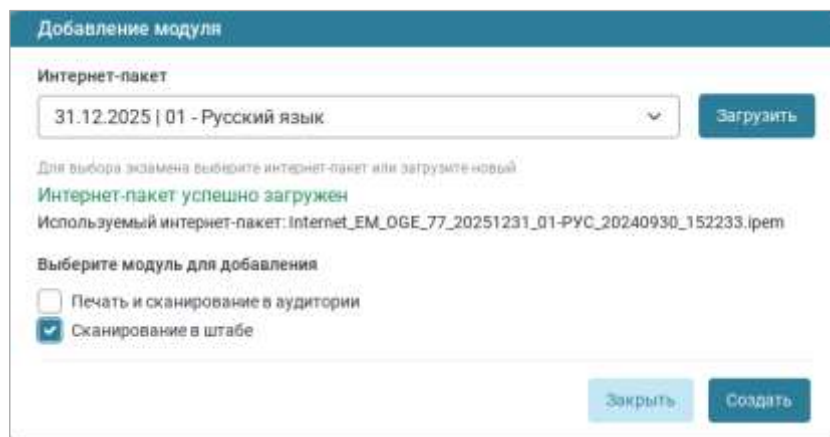 Добавление модуля
Интернет-пакет
31.12.2025 | 01 - Русский язык
Загрузить
Для выбора экзамена выберите интернет-пакет или загрузите новый
Интернет-пакет успешно загружен
Используемый интернет-пакет: Internet_EM_OGE_77_20251231_01-РУС_20240930_152233.ipem
Выберите модуль для добавления
Печать и сканирование в аудитории
Сканирование в штабе
Закрыть
Создать